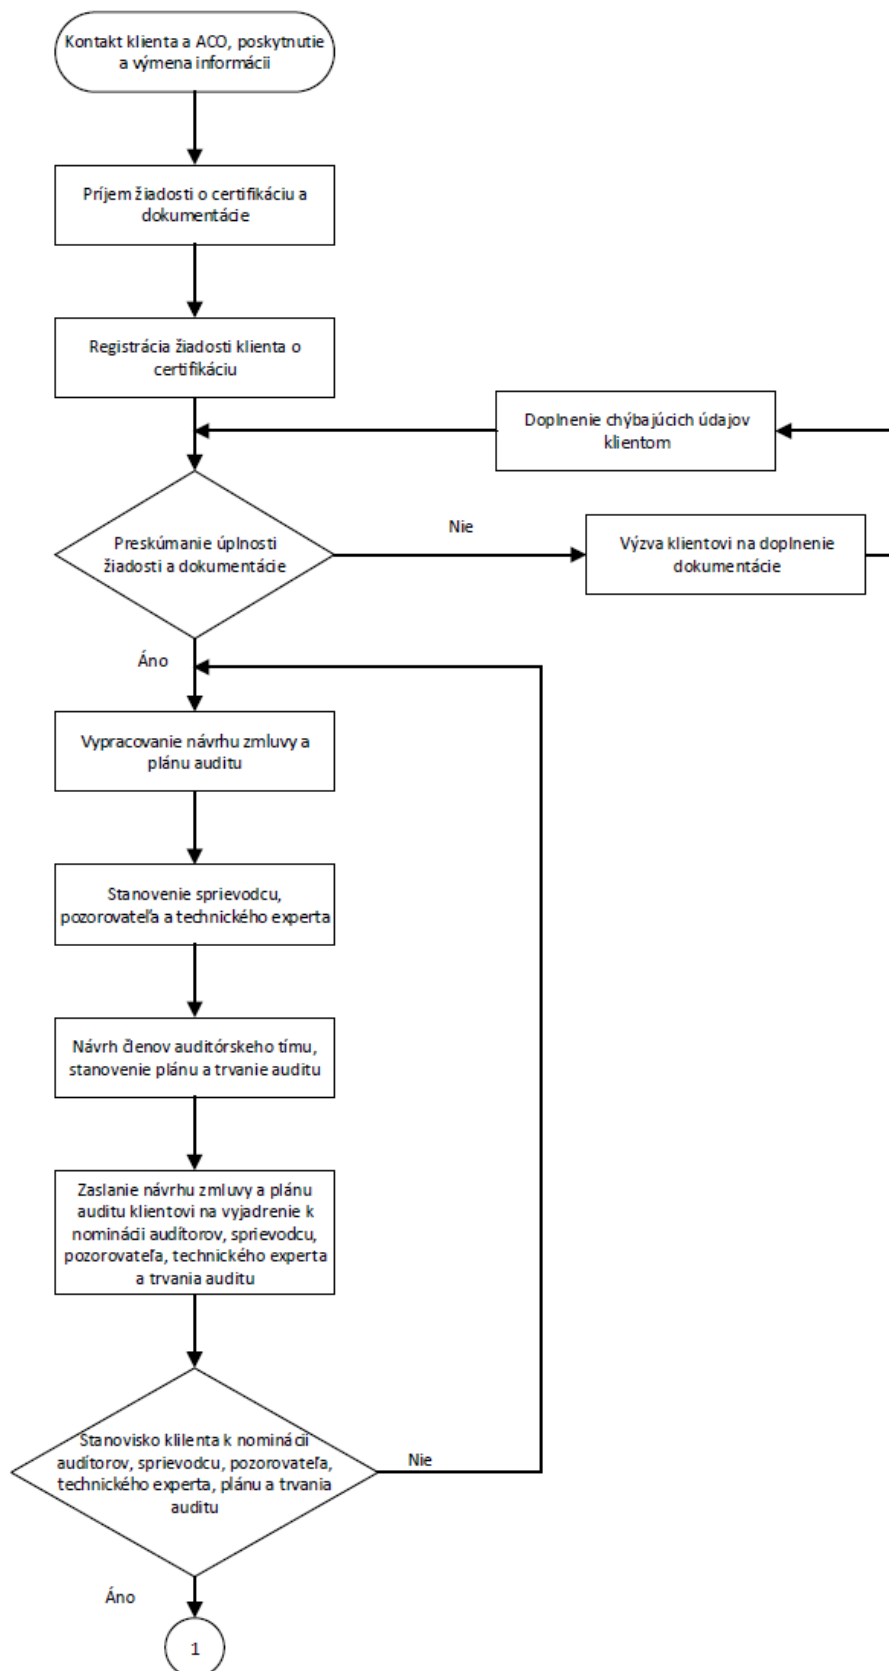 Kontakt klienta a ACO, poskytnutie
a výmena informácii
Príjem žiadosti o certifikáciu a
dokumentácie
Registrácia žiadosti klienta o
certifikáciu
Doplnenie chýbajúcich údajov
klientom
Preskúmanie úplnosti
žiadosti a dokumentácie
Nie
Výzva klientovi na doplnenie
dokumentácie
Áno
Vypracovanie návrhu zmluvy a
plánu auditu
Stanovenie sprievodcu,
pozorovateľa a technického experta
Návrh členov auditórskeho tímu,
stanovenie plánu a trvanie auditu
Zaslanie návrhu zmluvy a plánu
auditu klientovi na vyjadrenie k
nominácii audítorov, sprievodcu,
pozorovateľa, technického experta
a trvania auditu
Stanovisko klilenta k nominácii
audítorov, sprievodcu, pozorovateľa,
technického experta, plánu a trvania
auditu
Nie
Áno
1